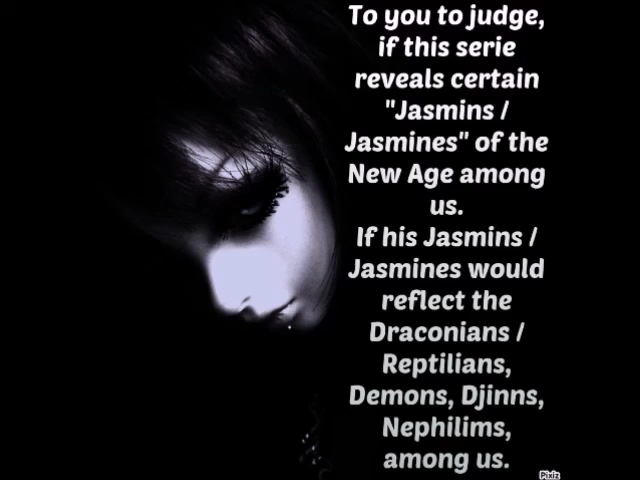 To you to judge,
if this serie
reveals certain
"Jasmins /
Jasmines" of the
New Age among
us.
If his Jasmins /
Jasmines would
reflect the
Draconians /
Reptilians,
Demons, Djinns,
Nephilims,
among us.
Pixiz